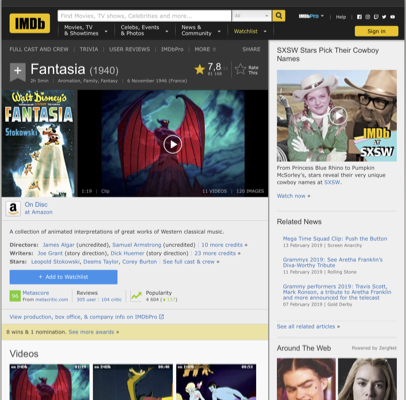 IMDb
Find Movies, TV shows, Celebrities and more...
All
IMDbPro
Help
Movies, TV
& Showtimes
Celebs, Events
& Photos
News &
Community
Watchlist
Sign in
FULL CAST AND CREW | TRIVIA | USER REVIEWS | IMDbPro | MORE
SHARE
Fantasia (1940)
7,8
Rate
This
2h 5min | Animation, Family, Fantasy | 6 November 1946 (France)
Walt Disney's
FANTASIA
Stokowski
1:19 | Clip
11 VIDEOS | 120 IMAGES
On Disc
at Amazon
A collection of animated interpretations of great works of Western classical music.
Directors: James Algar (uncredited), Samuel Armstrong (uncredited) | 10 more credits »
Writers: Joe Grant (story direction), Dick Huemer (story direction) | 23 more credits »
Stars: Leopold Stokowski, Deems Taylor, Corey Burton | See full cast & crew »
+ Add to Watchlist
Metascore
From metacritic.com
Reviews
305 user | 104 critic
Popularity
View production, box office, & company info on IMDbPro
8 wins & 1 nomination. See more awards »
Videos
SXSW Stars Pick Their Cowboy
Names
IMDb
AT
SXSW
From Princess Blue Rhino to Pumpkin
McSorley's, stars reveal their very unique
cowboy names at SXSW.
Watch now »
Related News
Mega Time Squad Clip: Push the Button
13 February 2019 | Screen Anarchy
Grammys 2019: See Aretha Franklin's
Diva-Worthy Tribute
11 February 2019 | Rolling Stone
Grammy performers 2019: Travis Scott,
Mark Ronson, a tribute to Aretha Franklin
and more announced for the telecast
07 February 2019 | Gold Derby
See all related articles »
Around The Web
Powered by ZergNet